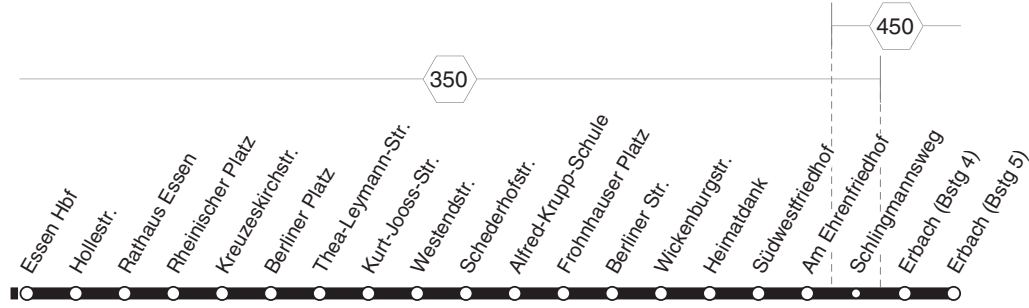 450
350
Essen Hbf
Hollestr.
Rathaus Essen
Rheinischer Platz
Kreuzeskirchstr.
Berliner Platz
Thea-Leymann-Str.
Kurt-Jooss-Str.
Westendstr.
Schederhofstr.
Alfred-Krupp-Schule
Frohnhauser Platz
Berliner Str.
Wickenburgstr.
Heimatdank
Südwestfriedhof
Am Ehrenfriedhof
Schlingmannsweg
Erbach (Bstg 4)
Erbach (Bstg 5)